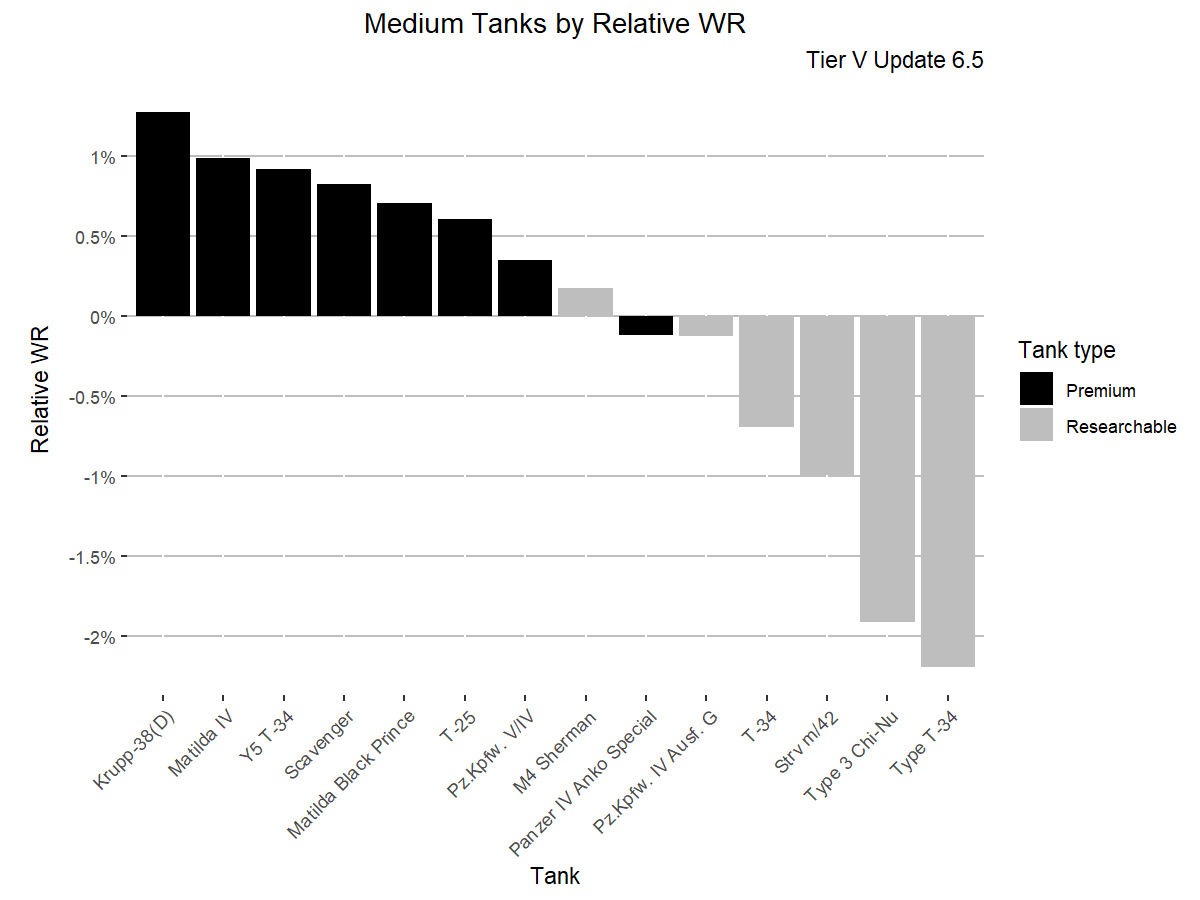 Medium Tanks by Relative WR
Tier V Update 6.5
1%
0.5%
0%
-0.5%
-1%
-1.5%
-2%
Relative WR
Krupp-38(D)
Matilda IV
Y5 T-34
Scavenger
Matilda Black Prince
T-25
Pz.Kpfw. V/IV
M4 Sherman
Panzer IV Anko Special
Pz.Kpfw. IV Ausf. G
T-34
Strv m/42
Type 3 Chi-Nu
Type T-34
Tank
Tank type
Premium
Researchable